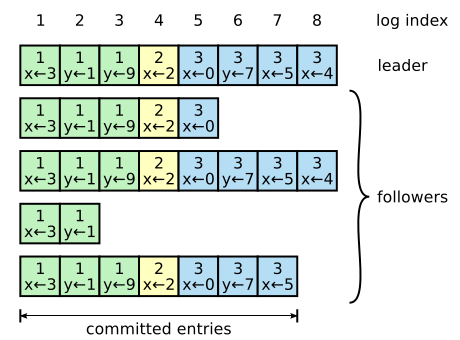 1 2 3 4 5 6 7 8 log index
1 1 1 2 3 3 3 3
x←3 y←1 y←9 x←2 x←0 y←7 x←5 x←4 leader
1 1 1 2 3
x←3 y←1 y←9 x←2 x←0
1 1 1 2 3 3 3 3
x←3 y←1 y←9 x←2 x←0 y←7 x←5 x←4
followers
1 1
x←3 y←1
1 1 1 2 3 3 3
x←3 y←1 y←9 x←2 x←0 y←7 x←5
committed entries